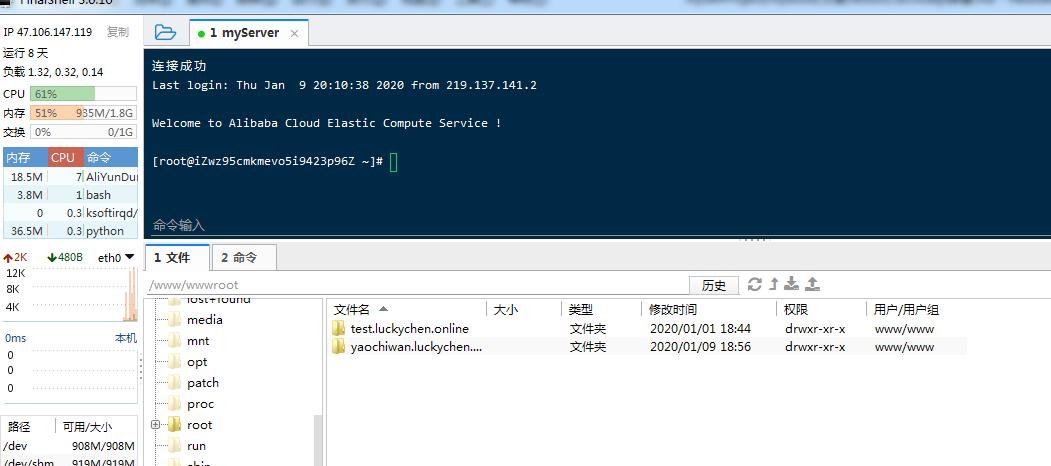 FinalShell 3.0.10
IP 47.106.147.119 复制
运行 8 天
负载 1.32, 0.32, 0.14
CPU 61%
内存 51% 935M/1.8G
交换 0% 0/1G
内存 CPU 命令
18.5M 7 AliYunDu
3.8M 1 bash
0 0.3 ksoftirqd/
36.5M 0.3 python
2K 480B eth0
12K
8K
4K
0ms 本机
0
0
0
路径 可用/大小
/dev 908M/908M
/dev/shm 919M/919M
1 myServer
连接成功
Last login: Thu Jan 9 20:10:38 2020 from 219.137.141.2
Welcome to Alibaba Cloud Elastic Compute Service !
[root@iZwz95cmkmevo5i9423p96Z ~]#
命令输入
1 文件 2 命令
/www/wwwroot 历史
lost+found
media
mnt
opt
patch
proc
root
run
sbin
文件名 大小 类型 修改时间 权限 用户/用户组
test.luckychen.online 文件夹 2020/01/01 18:44 drwxr-xr-x www/www
yaochiwan.luckychen.... 文件夹 2020/01/09 18:56 drwxr-xr-x www/www